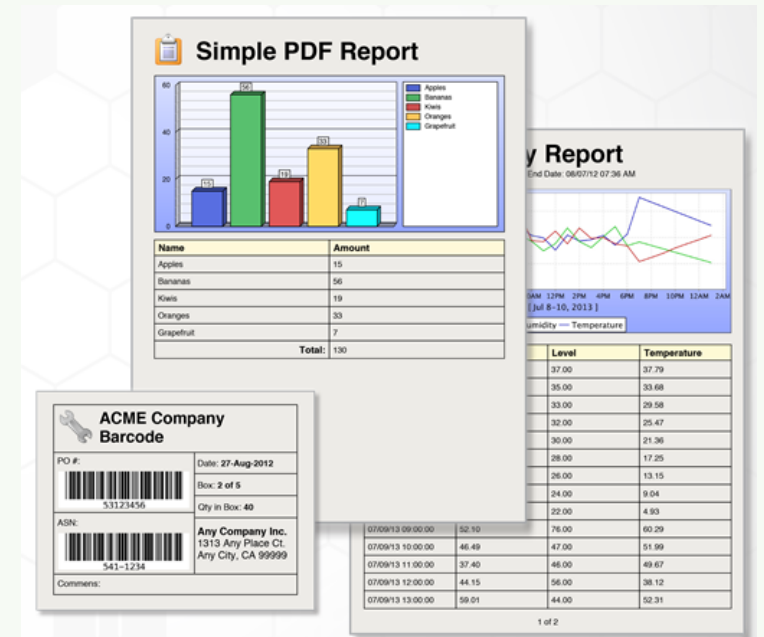 Simple PDF Report
60
40
20
0
15
56
19
33
7
Apples
Bananas
Kiwis
Oranges
Grapefruit
Name Amount
Apples 15
Bananas 56
Kiwis 19
Oranges 33
Grapefruit 7
Total: 130
y Report
End Date: 08/07/12 07:36 AM
AM 12PM 2PM 4PM 6PM 8PM 10PM 12AM 2AM
[ Jul 8-10, 2013 ]
umidity Temperature
Level Temperature
37.00 37.79
35.00 33.68
33.00 29.58
32.00 25.47
30.00 21.36
28.00 17.25
26.00 13.15
24.00 9.04
22.00 4.93
07/09/13 09:00:00 52.10 76.00 60.29
07/09/13 10:00:00 46.49 47.00 51.99
07/09/13 11:00:00 37.40 46.00 49.67
07/09/13 12:00:00 44.15 56.00 38.12
07/09/13 13:00:00 59.01 44.00 52.31
1 of 2
ACME Company
Barcode
PO #:
53123456
Date: 27-Aug-2012
Box: 2 of 5
Qty in Box: 40
ASN:
541-1234
Any Company Inc.
1313 Any Place Ct.
Any City, CA 99999
Commens: